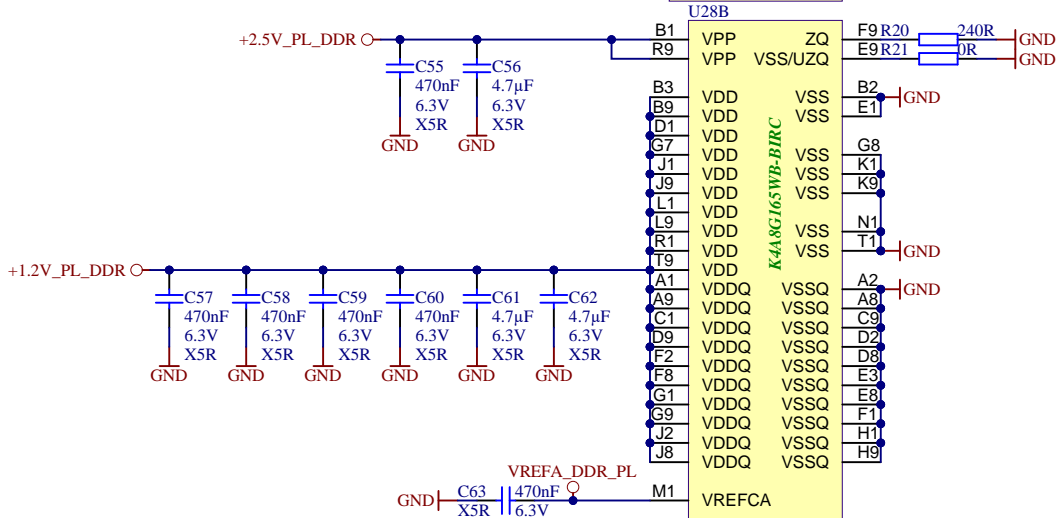 U28B
+2.5V_PL_DDR
B1 VPP ZQ F9 R20 240R GND
R9 VPP VSS/UZQ E9 R21 0R GND
C55 C56
470nF 4.7µF
6.3V 6.3V
X5R X5R
GND GND
B3 VDD VSS B2 GND
B9 VDD VSS E1
D1 VDD
G7 VDD VSS G8
J1 VDD VSS K1
J9 VDD VSS K9
L1 VDD
L9 VDD VSS N1
R1 VDD VSS T1 GND
T9 VDD
K4A8G165WB-BIRC
+1.2V_PL_DDR
A1 VDDQ VSSQ A2 GND
A9 VDDQ VSSQ A8
C1 VDDQ VSSQ C9
D9 VDDQ VSSQ D2
F2 VDDQ VSSQ D8
F8 VDDQ VSSQ E3
G1 VDDQ VSSQ E8
G9 VDDQ VSSQ F1
J2 VDDQ VSSQ H1
J8 VDDQ VSSQ H9
C57 C58 C59 C60 C61 C62
470nF 470nF 470nF 470nF 4.7µF 4.7µF
6.3V 6.3V 6.3V 6.3V 6.3V 6.3V
X5R X5R X5R X5R X5R X5R
GND GND GND GND GND GND
VREFA_DDR_PL
GND C63 470nF M1 VREFCA
X5R 6.3V